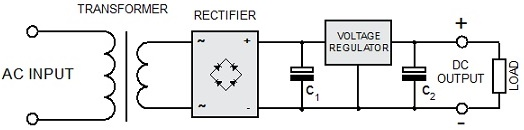 TRANSFORMER
RECTIFIER
AC INPUT
~ +
~ -
C1
VOLTAGE
REGULATOR
C2
+
DC
OUTPUT
-
LOAD